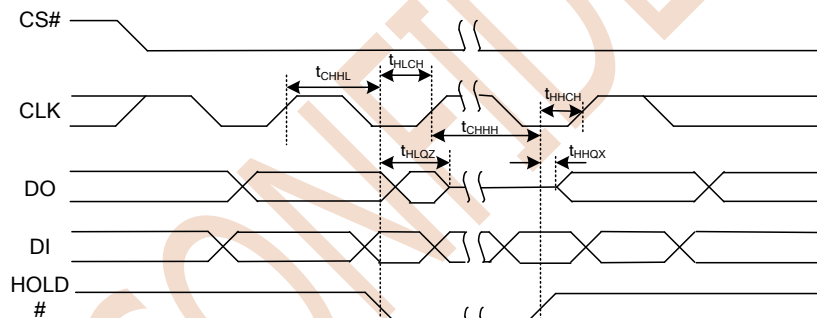 CS#
tCHHL
tHLCH
CLK
tHHCH
tCHHH
tHLQZ
tHHQX
DO
DI
HOLD
#